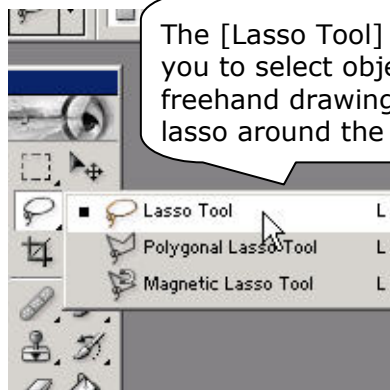 The [Lasso Tool]
you to select obje
freehand drawing
lasso around the
Lasso Tool L
Polygonal Lasso Tool L
Magnetic Lasso Tool L